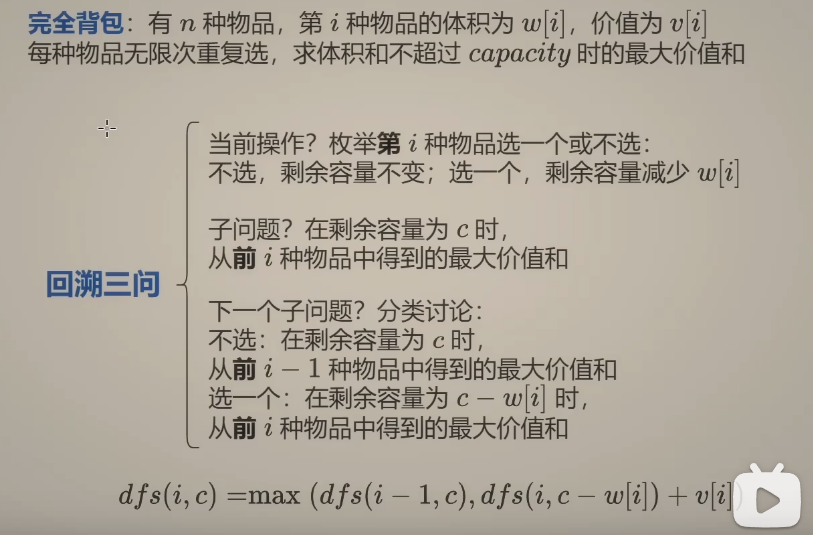 完全背包：有 n 种物品，第 i 种物品的体积为 w[i]，价值为 v[i]
每种物品无限次重复选，求体积和不超过 capacity 时的最大价值和
当前操作？枚举第 i 种物品选一个或不选：
不选，剩余容量不变；选一个，剩余容量减少 w[i]
子问题？在剩余容量为 c 时，
从前 i 种物品中得到的最大价值和
回溯三问
下一个子问题？分类讨论：
不选：在剩余容量为 c 时，
从前 i − 1 种物品中得到的最大价值和
选一个：在剩余容量为 c − w[i] 时，
从前 i 种物品中得到的最大价值和
dfs(i, c) =max (dfs(i − 1, c), dfs(i, c − w[i]) + v[i])